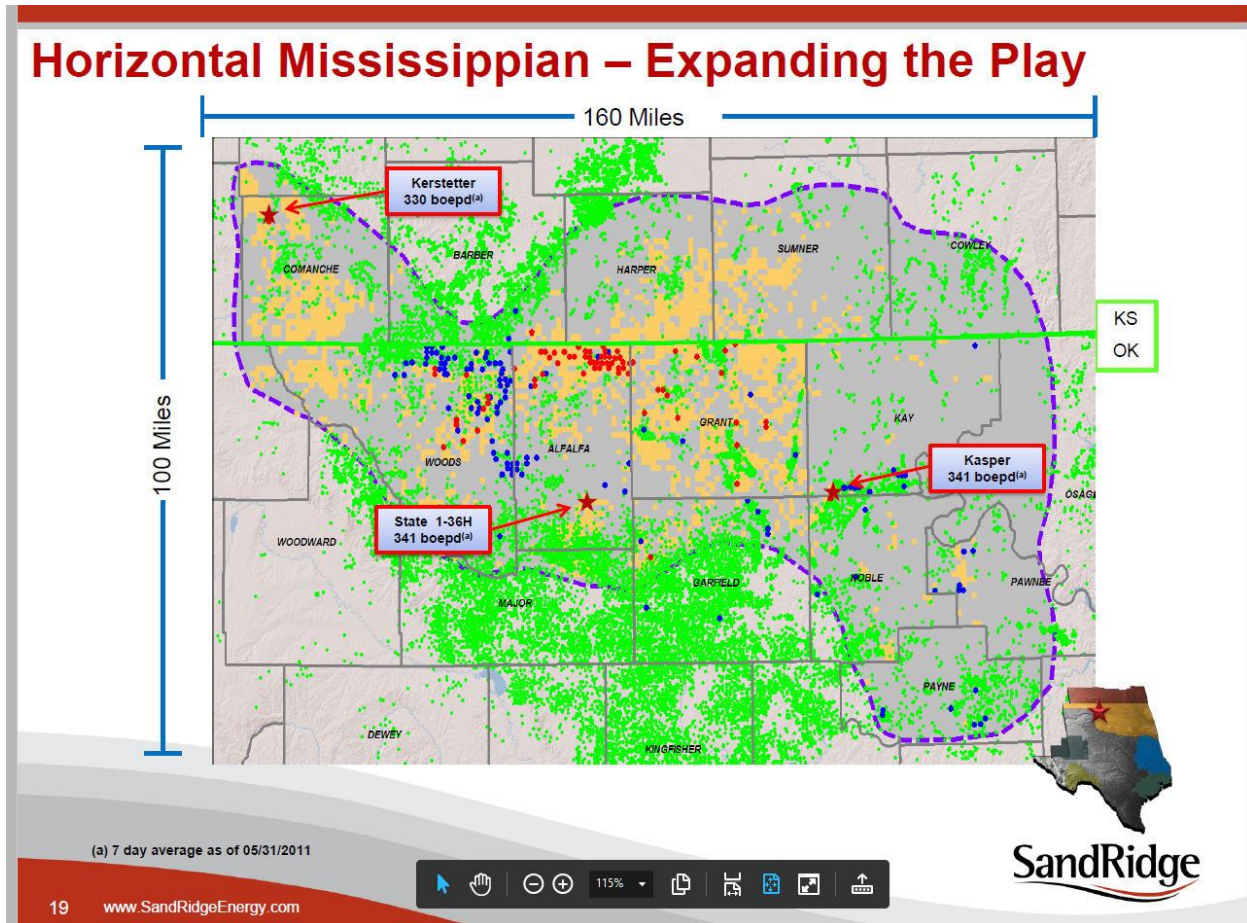 Horizontal Mississippian – Expanding the Play
160 Miles
100 Miles
Kerstetter
330 boepd(a)
COMANCHE
BARBER
HARPER
SUMNER
COWLEY
KS
OK
WOODS
ALFALFA
GRANT
KAY
Kasper
341 boepd(a)
OSAGE
State 1-36H
341 boepd(a)
WOODWARD
MAJOR
GARFIELD
NOBLE
PAWNEE
PAYNE
DEWEY
KINGFISHER
(a) 7 day average as of 05/31/2011
115%
SandRidge
19 www.SandRidgeEnergy.com